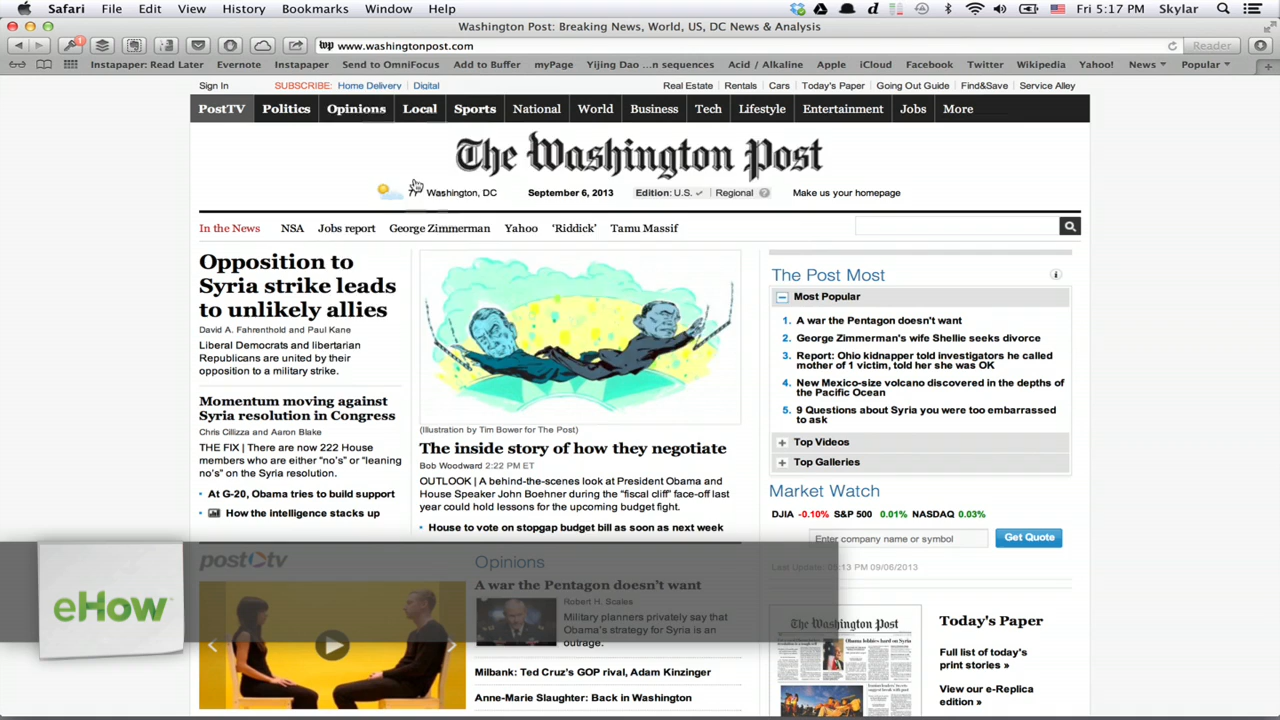 Safari File Edit View History Bookmarks Window Help
Fri 5:17 PM Skylar
Washington Post: Breaking News, World, US, DC News & Analysis
1
wp www.washingtonpost.com
Reader
Instapaper: Read Later Evernote Instapaper Send to OmniFocus Add to Buffer myPage Yijing Dao ...n sequences Acid / Alkaline Apple iCloud Facebook Twitter Wikipedia Yahoo! News Popular
Sign In SUBSCRIBE: Home Delivery Digital
Real Estate Rentals Cars Today's Paper Going Out Guide Find&Save Service Alley
PostTV Politics Opinions Local Sports National World Business Tech Lifestyle Entertainment Jobs More
The Washington Post
Washington, DC September 6, 2013 Edition: U.S. Regional ? Make us your homepage
In the News NSA Jobs report George Zimmerman Yahoo 'Riddick' Tamu Massif
Opposition to
Syria strike leads
to unlikely allies
David A. Fahrenthold and Paul Kane
Liberal Democrats and libertarian
Republicans are united by their
opposition to a military strike.
Momentum moving against
Syria resolution in Congress
Chris Cillizza and Aaron Blake
THE FIX | There are now 222 House
members who are either "no's" or "leaning
no's" on the Syria resolution.
• At G-20, Obama tries to build support
How the intelligence stacks up
(Illustration by Tim Bower for The Post)
The inside story of how they negotiate
Bob Woodward 2:22 PM ET
OUTLOOK | A behind-the-scenes look at President Obama and
House Speaker John Boehner during the "fiscal cliff" face-off last
year could hold lessons for the upcoming budget fight.
• House to vote on stopgap budget bill as soon as next week
The Post Most
Most Popular
1. A war the Pentagon doesn't want
2. George Zimmerman's wife Shellie seeks divorce
3. Report: Ohio kidnapper told investigators he called
mother of 1 victim, told her she was OK
4. New Mexico-size volcano discovered in the depths of
the Pacific Ocean
5. 9 Questions about Syria you were too embarrassed
to ask
Top Videos
Top Galleries
Market Watch
DJIA -0.10% S&P 500 0.01% NASDAQ 0.03%
Enter company name or symbol Get Quote
Last Update: 05:13 PM 09/06/2013
eHow
post tv
Opinions
A war the Pentagon doesn't want
Robert H. Scales
Military planners privately say that
Obama's strategy for Syria is an
outrage.
Milbank: Ted Cruz's GOP rival, Adam Kinzinger
Anne-Marie Slaughter: Back in Washington
The Washington Post
Today's Paper
Full list of today's
print stories »
View our e-Replica
edition »